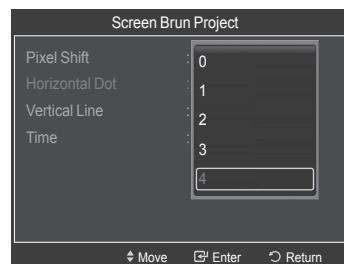 Screen Brun Project
Pixel Shift :
Horizontal Dot :
Vertical Line :
Time :
0
1
2
3
4
Move Enter Return